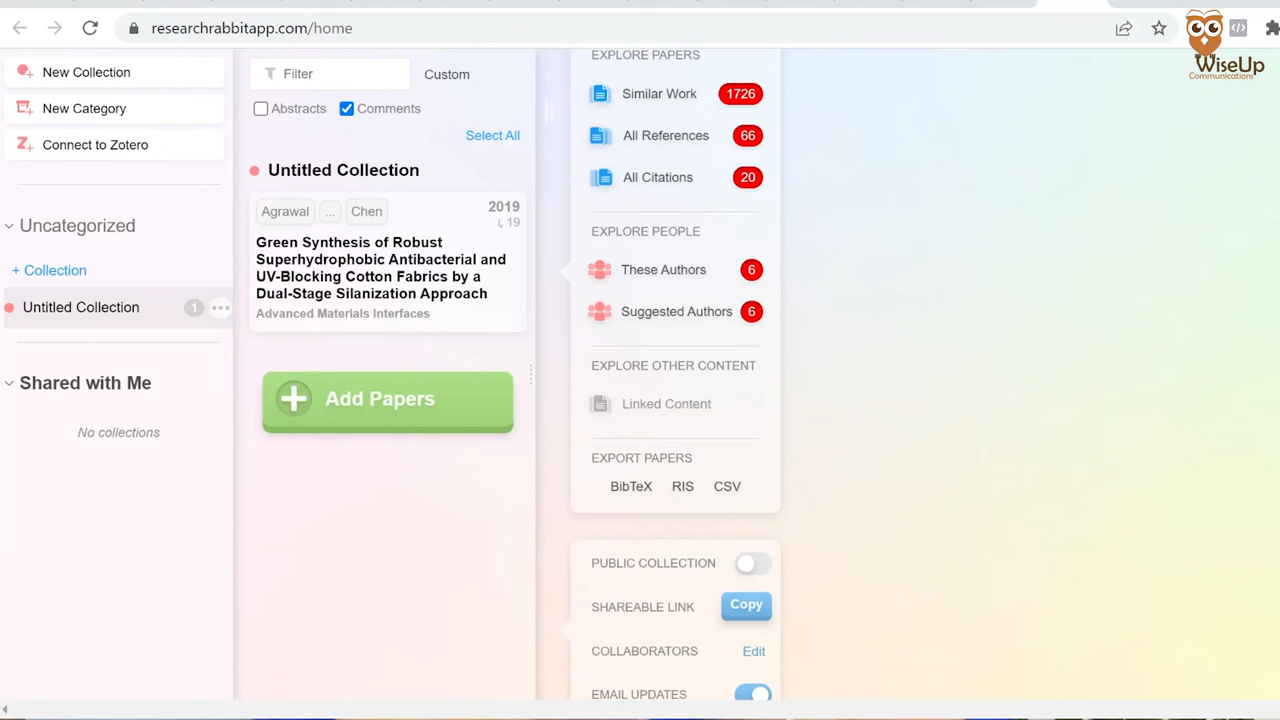 researchrabbitapp.com/home
WiseUp
Communications
New Collection
New Category
Connect to Zotero
Uncategorized
+ Collection
Untitled Collection 1
Shared with Me
No collections
Filter Custom
Abstracts Comments
Select All
Untitled Collection
Agrawal ... Chen 2019
19
Green Synthesis of Robust
Superhydrophobic Antibacterial and
UV-Blocking Cotton Fabrics by a
Dual-Stage Silanization Approach
Advanced Materials Interfaces
Add Papers
EXPLORE PAPERS
Similar Work 1726
All References 66
All Citations 20
EXPLORE PEOPLE
These Authors 6
Suggested Authors 6
EXPLORE OTHER CONTENT
Linked Content
EXPORT PAPERS
BibTeX RIS CSV
PUBLIC COLLECTION
SHAREABLE LINK Copy
COLLABORATORS Edit
EMAIL UPDATES